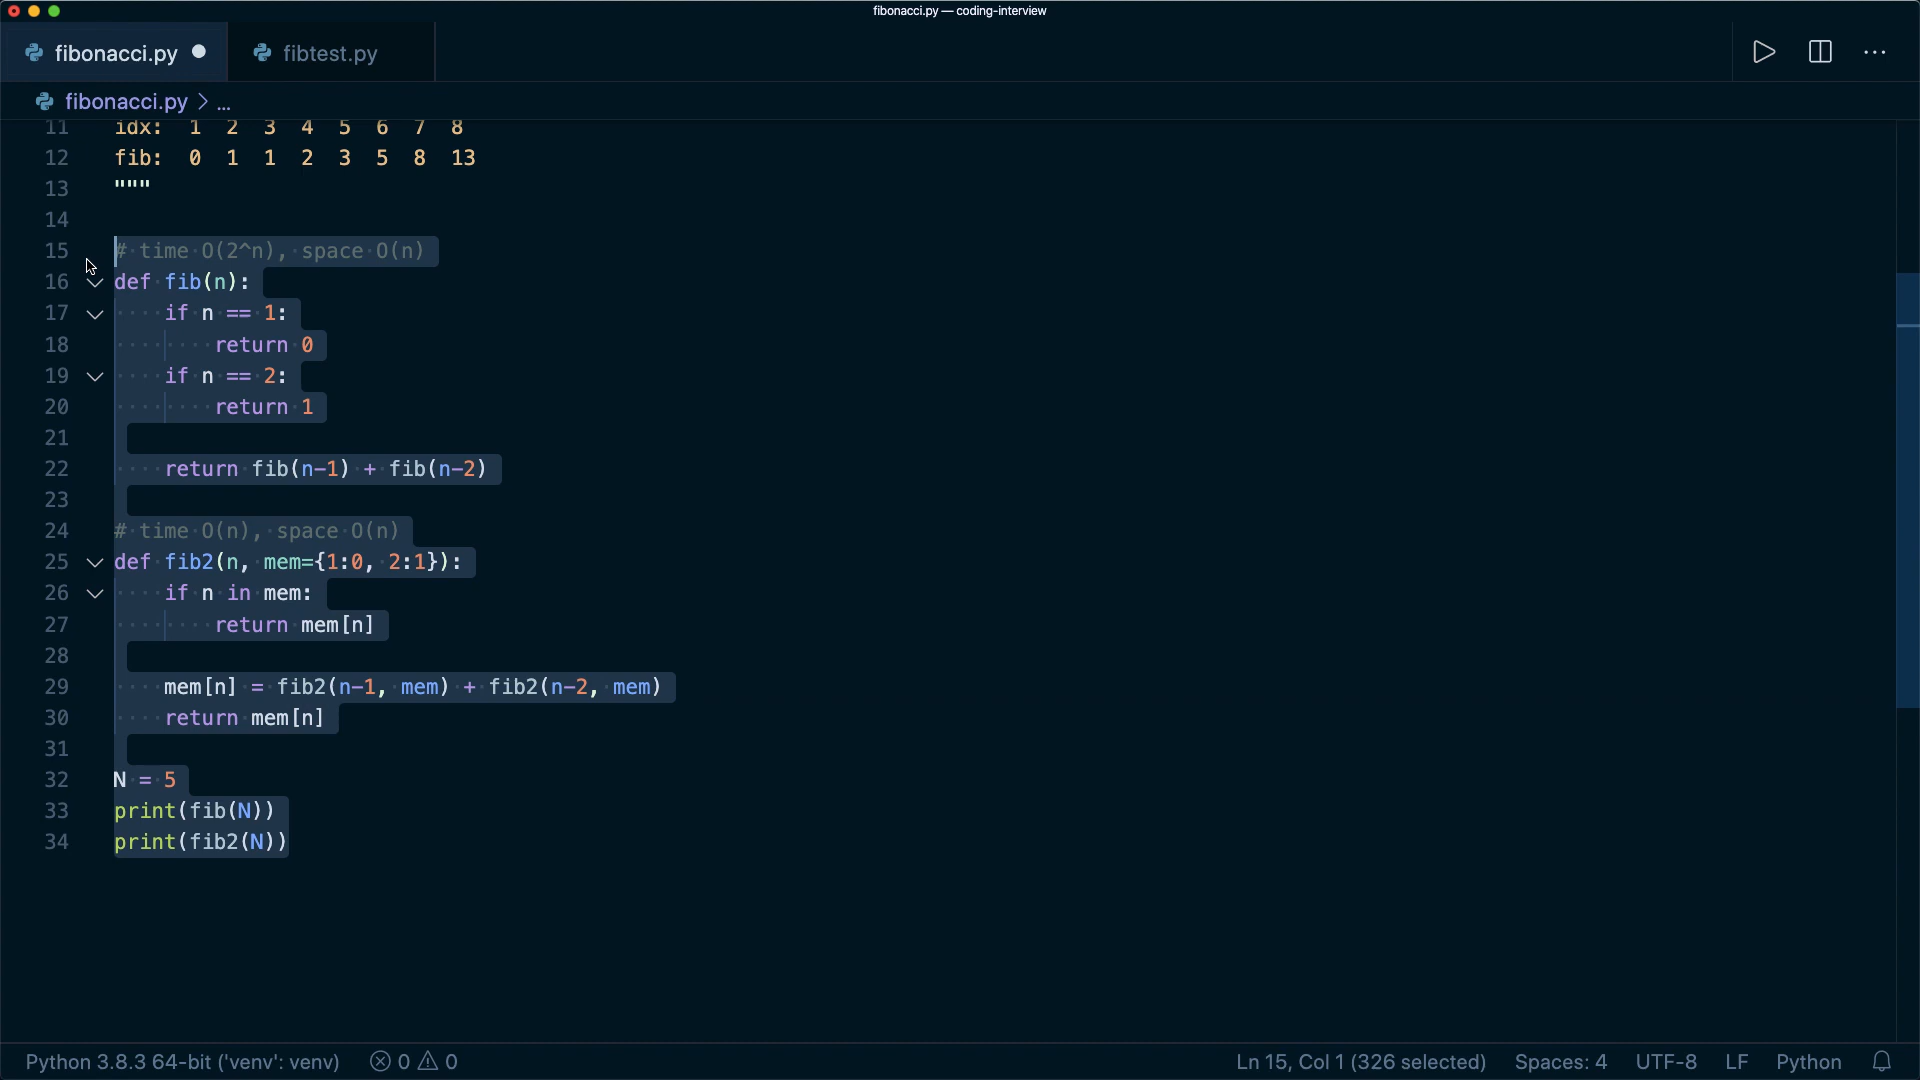 fibonacci.py — coding-interview
fibonacci.py
fibtest.py
fibonacci.py > ...
11 idx: 1 2 3 4 5 6 7 8
12 fib: 0 1 1 2 3 5 8 13
13 """
14
15 # time O(2^n), space O(n)
16 def fib(n):
17 if n == 1:
18 return 0
19 if n == 2:
20 return 1
21
22 return fib(n-1) + fib(n-2)
23
24 # time O(n), space O(n)
25 def fib2(n, mem={1:0, 2:1}):
26 if n in mem:
27 return mem[n]
28
29 mem[n] = fib2(n-1, mem) + fib2(n-2, mem)
30 return mem[n]
31
32 N = 5
33 print(fib(N))
34 print(fib2(N))
Python 3.8.3 64-bit ('venv': venv) 0 0 Ln 15, Col 1 (326 selected) Spaces: 4 UTF-8 LF Python